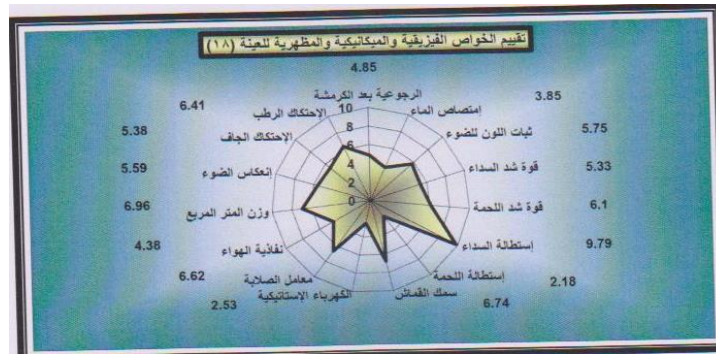 تقييم الخواص الفيزيقية والميكانيكية والمظهرية للعينة (١٨)
4.85
الرجوعية بعد الكرمشة
6.41 الإحتكاك الرطب 10 إمتصاص الماء 3.85
5.38 الإحتكاك الجاف 8 ثبات اللون للضوء 5.75
6
5.59 إنعكاس الضوء 4 قوة شد السداء 5.33
2
6.96 وزن المتر المربع 0 قوة شد اللحمة 6.1
4.38 نفاذية الهواء إستطالة السداء 9.79
6.62 معامل الصلابة إستطالة اللحمة 2.18
2.53 الكهرباء الإستاتيكية سمك القماش 6.74